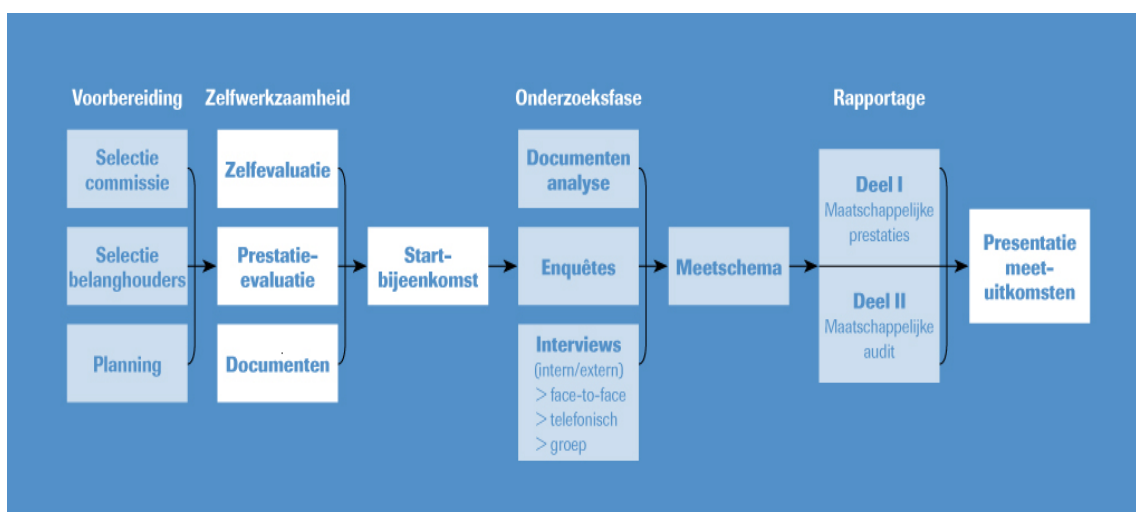 Voorbereiding
Selectie
commissie
Selectie
belanghouders
Planning
Zelfwerkzaamheid
Zelfevaluatie
Prestatie-
evaluatie
Documenten
Start-
bijeenkomst
Onderzoeksfase
Documenten
analyse
Enquêtes
Interviews
(intern/extern)
> face-to-face
> telefonisch
> groep
Meetschema
Rapportage
Deel I
Maatschappelijke
prestaties
Deel II
Maatschappelijke
audit
Presentatie
meet-
uitkomsten